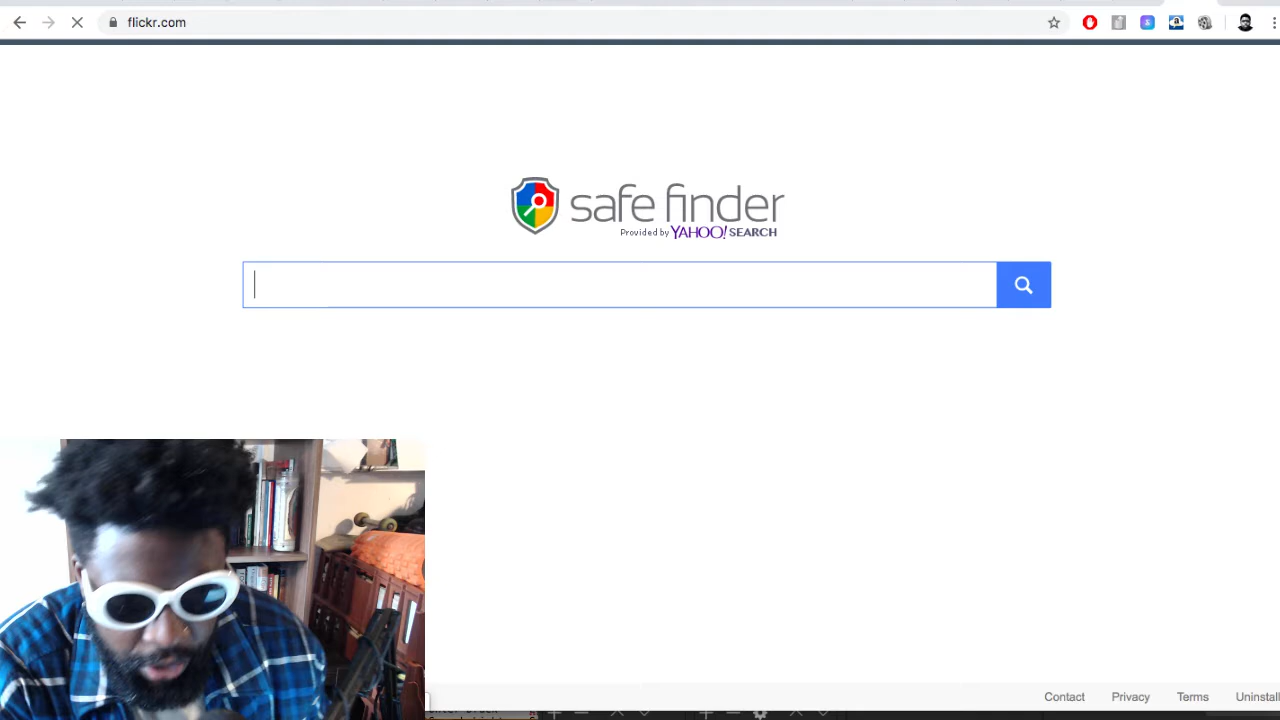 flickr.com
safe finder
Provided by YAHOO! SEARCH
Contact Privacy Terms Uninstall